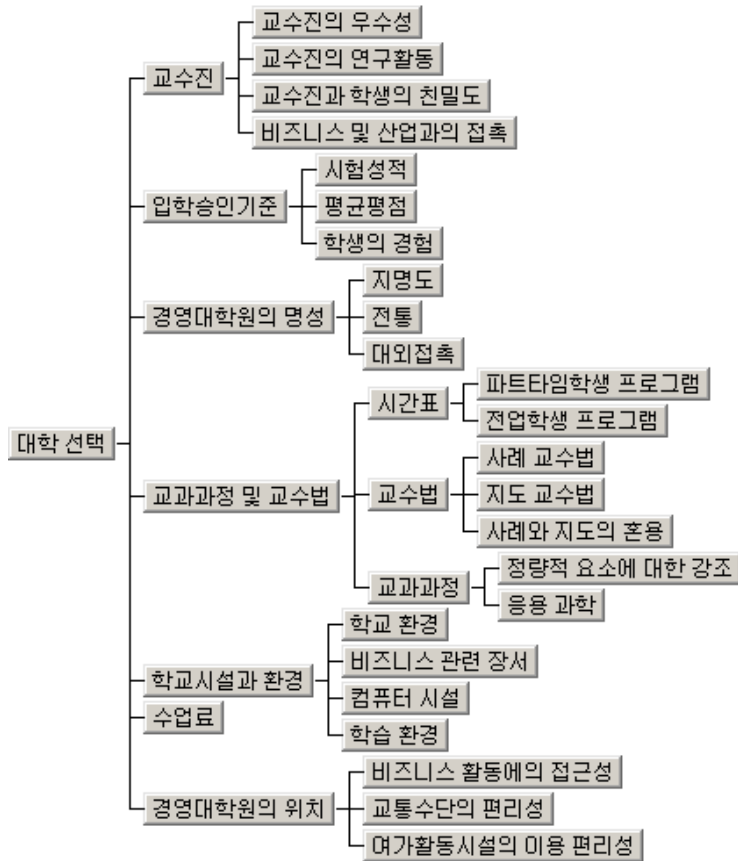 대학 선택
교수진
교수진의 우수성
교수진의 연구활동
교수진과 학생의 친밀도
비즈니스 및 산업과의 접촉
입학승인기준
시험성적
평균평점
학생의 경험
경영대학원의 명성
지명도
전통
대외접촉
교과과정 및 교수법
시간표
파트타임학생 프로그램
전업학생 프로그램
교수법
사례 교수법
지도 교수법
사례와 지도의 혼용
교과과정
정량적 요소에 대한 강조
응용 과학
학교시설과 환경
학교 환경
비즈니스 관련 장서
컴퓨터 시설
학습 환경
수업료
경영대학원의 위치
비즈니스 활동에의 접근성
교통수단의 편리성
여가활동시설의 이용 편리성